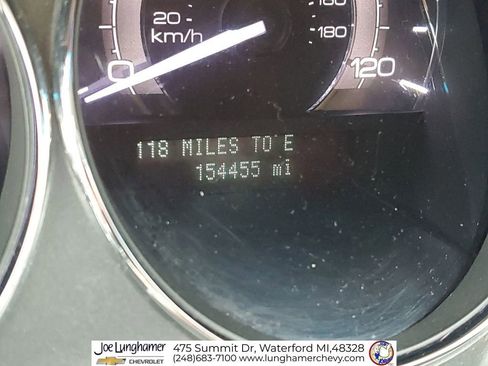 20
km/h
0
180
180
120
118 MILES TO E
154455 mi
Joe Lunghamer
CHEVROLET
475 Summit Dr, Waterford MI,48328
(248)683-7100 www.lunghamerchevy.com